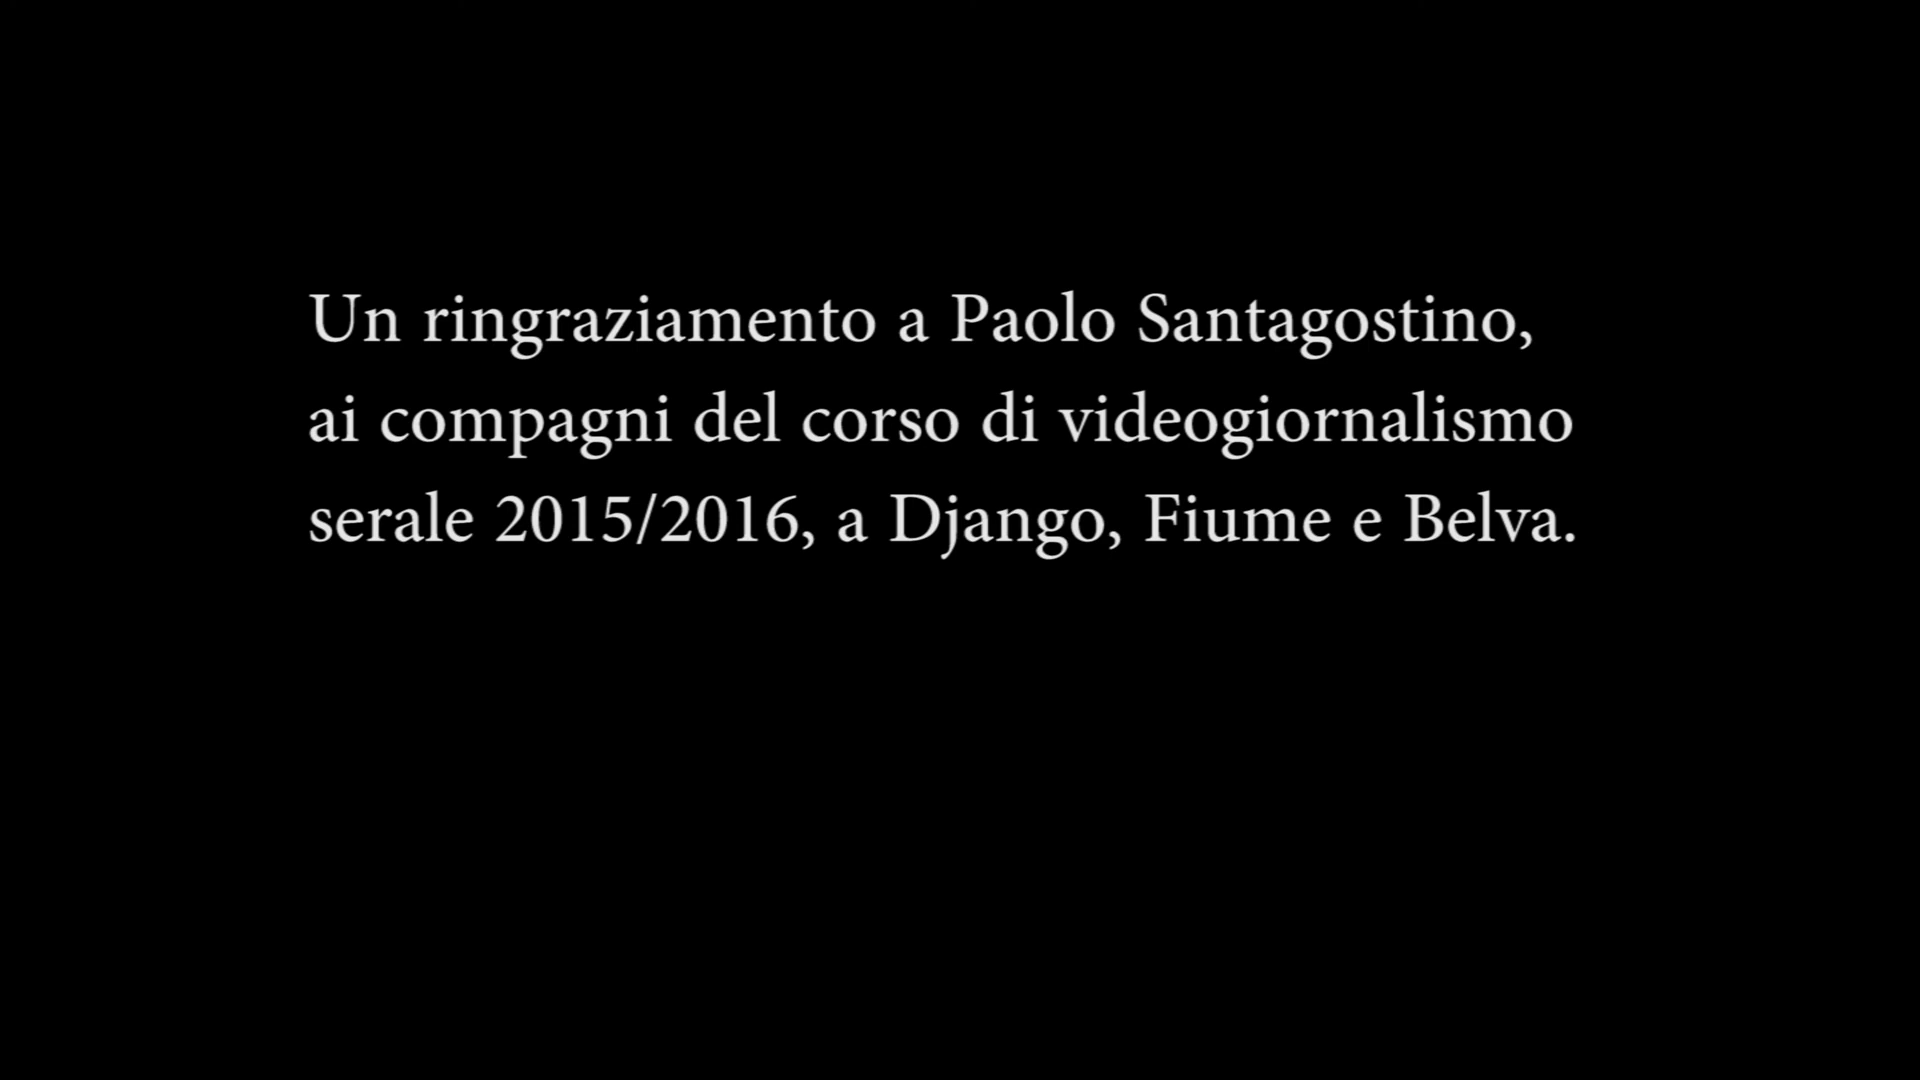 Un ringraziamento a Paolo Santagostino,
ai compagni del corso di videogiornalismo
serale 2015/2016, a Django, Fiume e Belva.